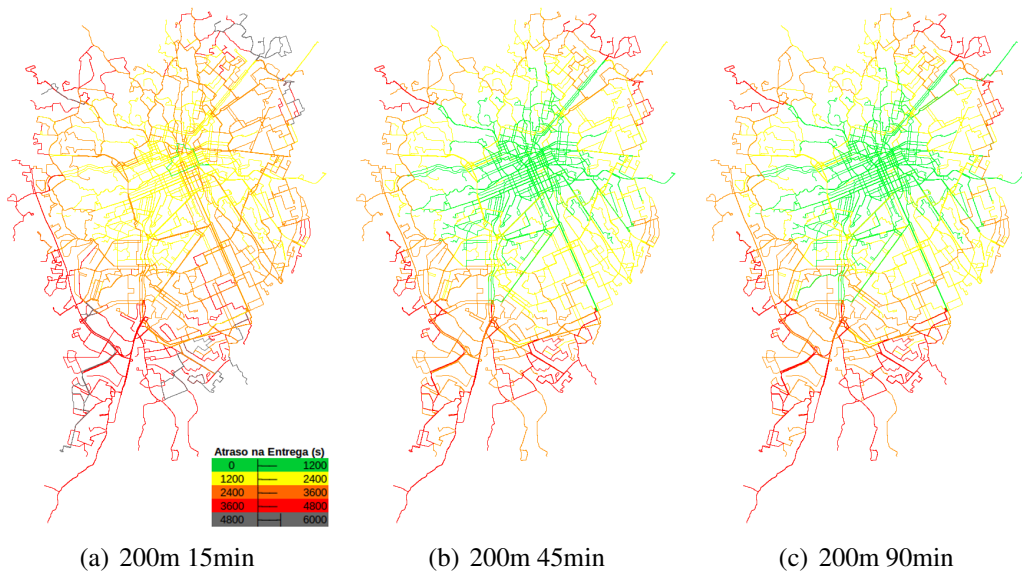 Atraso na Entrega (s)
0 1200
1200 2400
2400 3600
3600 4800
4800 6000
(a) 200m 15min
(b) 200m 45min
(c) 200m 90min